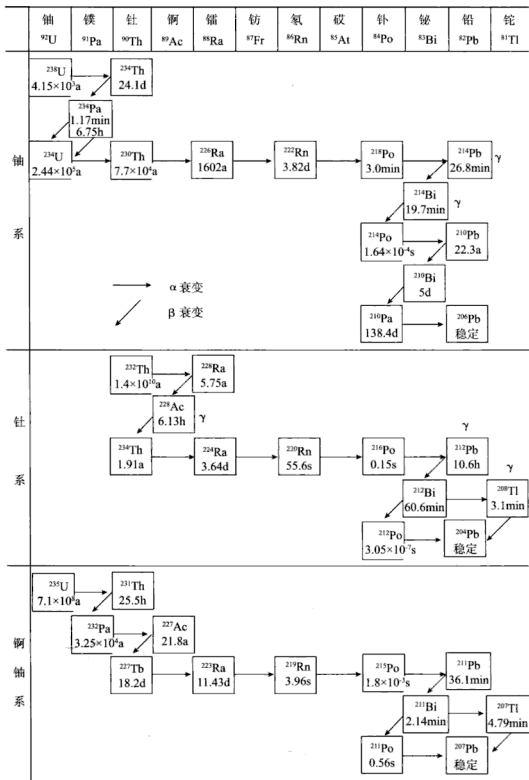 铀 镤 钍 锕 镭 钫 氡 砹 钋 铋 铅 铊
₉₂U ₉₁Pa ₉₀Th ₈₉Ac ₈₈Ra ₈₇Fr ₈₆Rn ₈₅At ₈₄Po ₈₃Bi ₈₂Pb ₈₁Tl
铀系
²³⁸U ²³⁴Th
4.15×10³a 24.1d
²³⁴Pa
1.17min
6.75h
²³⁴U ²³⁰Th ²²⁶Ra ²²²Rn ²¹⁸Po ²¹⁴Pb γ
2.44×10⁵a 7.7×10⁴a 1602a 3.82d 3.0min 26.8min
²¹⁴Bi γ
19.7min
²¹⁴Po ²¹⁰Pb
1.64×10⁻⁴s 22.3a
²¹⁰Bi
5d
α 衰变
β 衰变
²¹⁰Pa ²⁰⁶Pb
138.4d 稳定
钍系
²³²Th ²²⁸Ra
1.4×10¹⁰a 5.75a
²²⁸Ac γ
6.13h
γ
²³⁴Th ²²⁴Ra ²²⁰Rn ²¹⁶Po ²¹²Pb γ
1.91a 3.64d 55.6s 0.15s 10.6h
²¹²Bi ²⁰⁸Tl
60.6min 3.1min
²¹²Po ²⁰⁴Pb
3.05×10⁻⁷s 稳定
锕铀系
²³⁵U ²³¹Th
7.1×10⁸a 25.5h
²³²Pa ²²⁷Ac
3.25×10⁴a 21.8a
²²⁷Tb ²²³Ra ²¹⁹Rn ²¹⁵Po ²¹¹Pb
18.2d 11.43d 3.96s 1.8×10⁻³s 36.1min
²¹¹Bi ²⁰⁷Tl
2.14min 4.79min
²¹¹Po ²⁰⁷Pb
0.56s 稳定